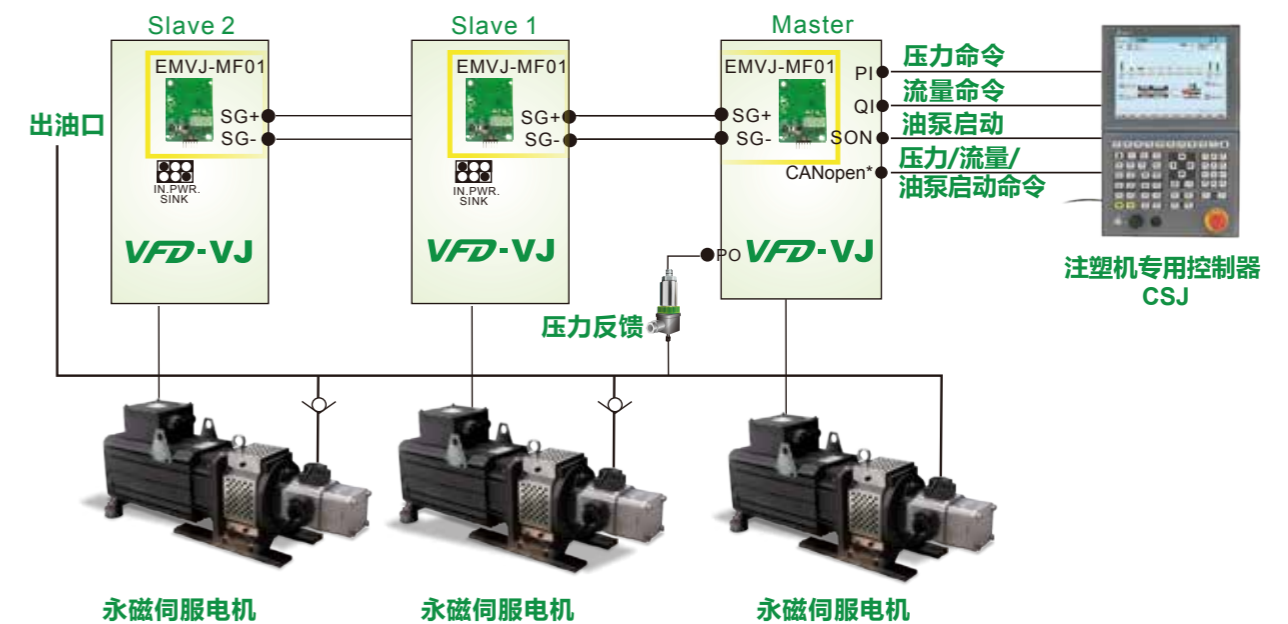 Slave 2
Slave 1
Master
EMVJ-MF01
EMVJ-MF01
EMVJ-MF01
PI
压力命令
QI
流量命令
SG+
SG+
SG+
出油口
SG-
SG-
SG-
SON
油泵启动
CANopen*
压力/流量/
油泵启动命令
IN.PWR.
SINK
IN.PWR.
SINK
VFD-VJ
VFD-VJ
PO
VFD-VJ
注塑机专用控制器
CSJ
压力反馈
永磁伺服电机
永磁伺服电机
永磁伺服电机